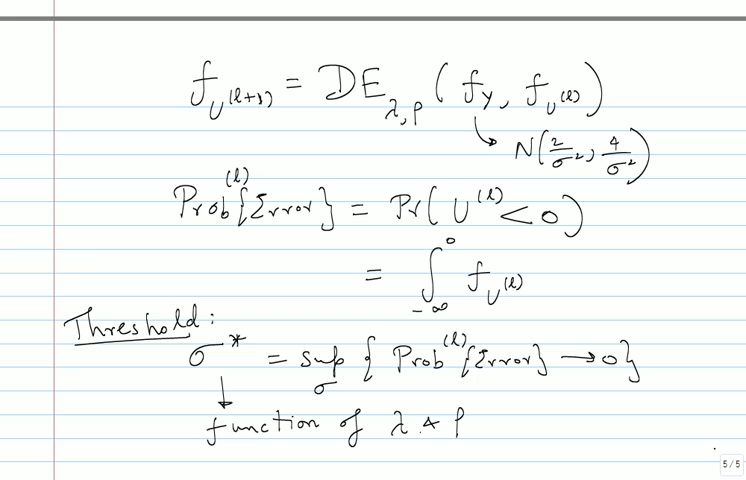 f_{U^{(l+1)}} = DE_{λ,ρ} ( f_Y, f_{U^{(l)}} )
→ N(2/σ², 4/σ²)
Prob^{(l)}{Error} = Pr( U^{(l)} < 0 )
= ∫_{-∞}^{0} f_{U^{(l)}}
Threshold:
σ* = sup_σ { Prob^{(l)}{Error} → 0 }
↓
function of λ & ρ
5/5